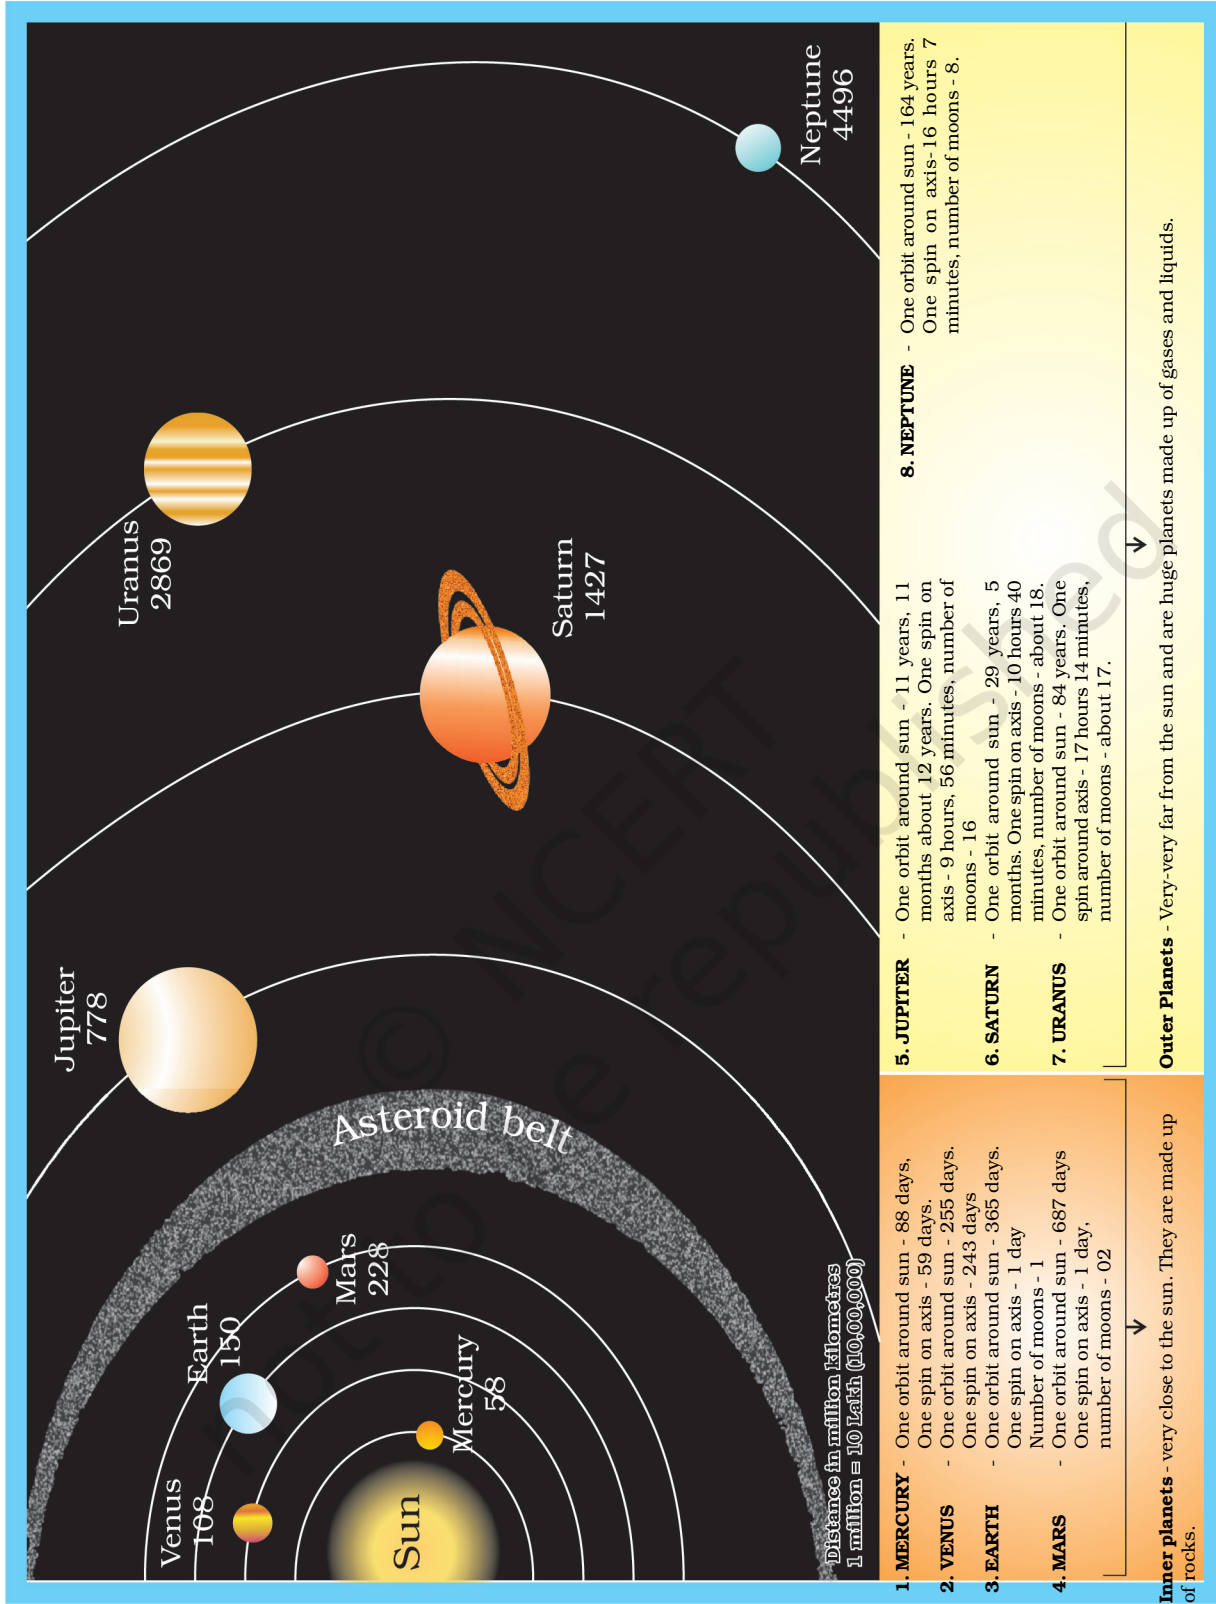 Sun
Mercury
58
Venus
108
Earth
150
Mars
228
Asteroid belt
Jupiter
778
Saturn
1427
Uranus
2869
Neptune
4496
Distance in million kilometres
1 million = 10 Lakh (10,00,000)
1. MERCURY - One orbit around sun - 88 days,
One spin on axis - 59 days.
2. VENUS - One orbit around sun - 255 days.
One spin on axis - 243 days
3. EARTH - One orbit around sun - 365 days.
One spin on axis - 1 day
Number of moons - 1
4. MARS - One orbit around sun - 687 days
One spin on axis - 1 day,
number of moons - 02
Inner planets - very close to the sun. They are made up
of rocks.
5. JUPITER - One orbit around sun - 11 years, 11
months about 12 years. One spin on
axis - 9 hours, 56 minutes, number of
moons - 16
6. SATURN - One orbit around sun - 29 years, 5
months. One spin on axis - 10 hours 40
minutes, number of moons - about 18.
7. URANUS - One orbit around sun - 84 years. One
spin around axis - 17 hours 14 minutes,
number of moons - about 17.
8. NEPTUNE - One orbit around sun - 164 years.
One spin on axis-16 hours 7
minutes, number of moons - 8.
Outer Planets - Very-very far from the sun and are huge planets made up of gases and liquids.
© NCERT
not to be republished